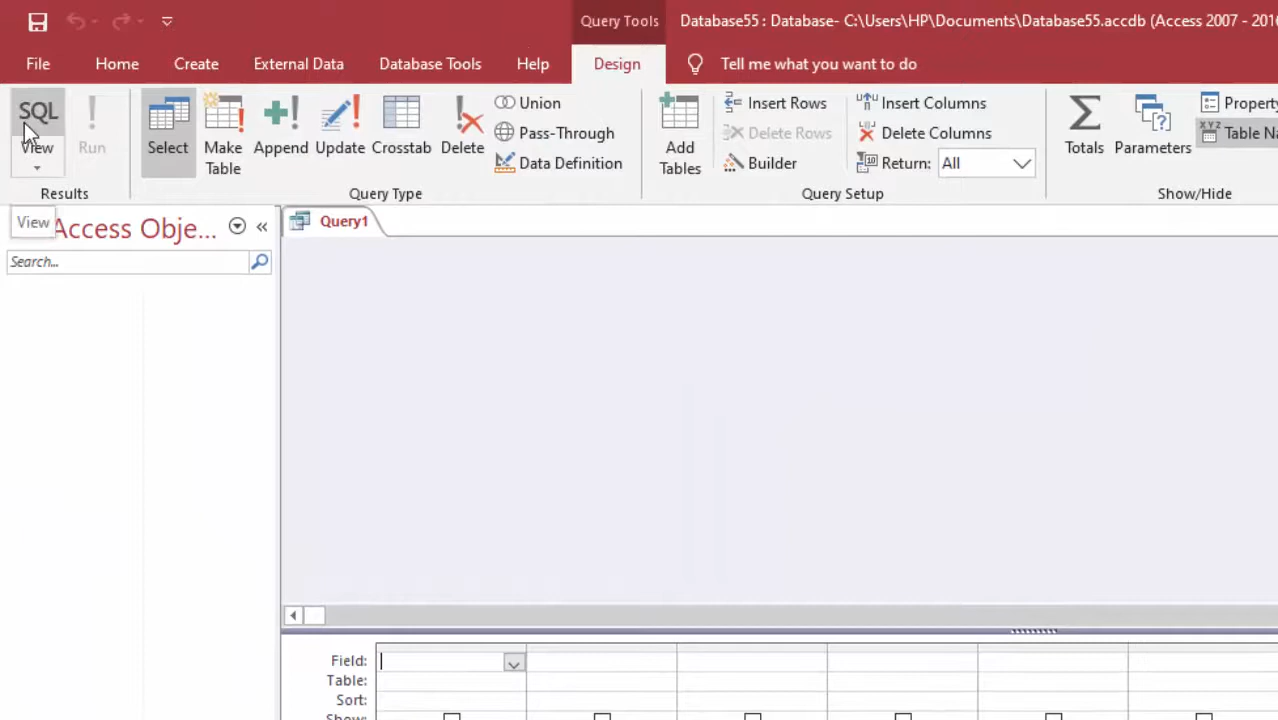 Query Tools
Database55 : Database- C:\Users\HP\Documents\Database55.accdb (Access 2007 - 2016
File
Home
Create
External Data
Database Tools
Help
Design
Tell me what you want to do
SQL
View
Run
Results
Select
Make
Table
Append
Update
Crosstab
Delete
Union
Pass-Through
Data Definition
Query Type
Add
Tables
Insert Rows
Delete Rows
Builder
Insert Columns
Delete Columns
Return:
All
Query Setup
Totals
Parameters
Property
Table Na
Show/Hide
View
Access Obje...
Search...
Query1
Field:
Table:
Sort:
Show: